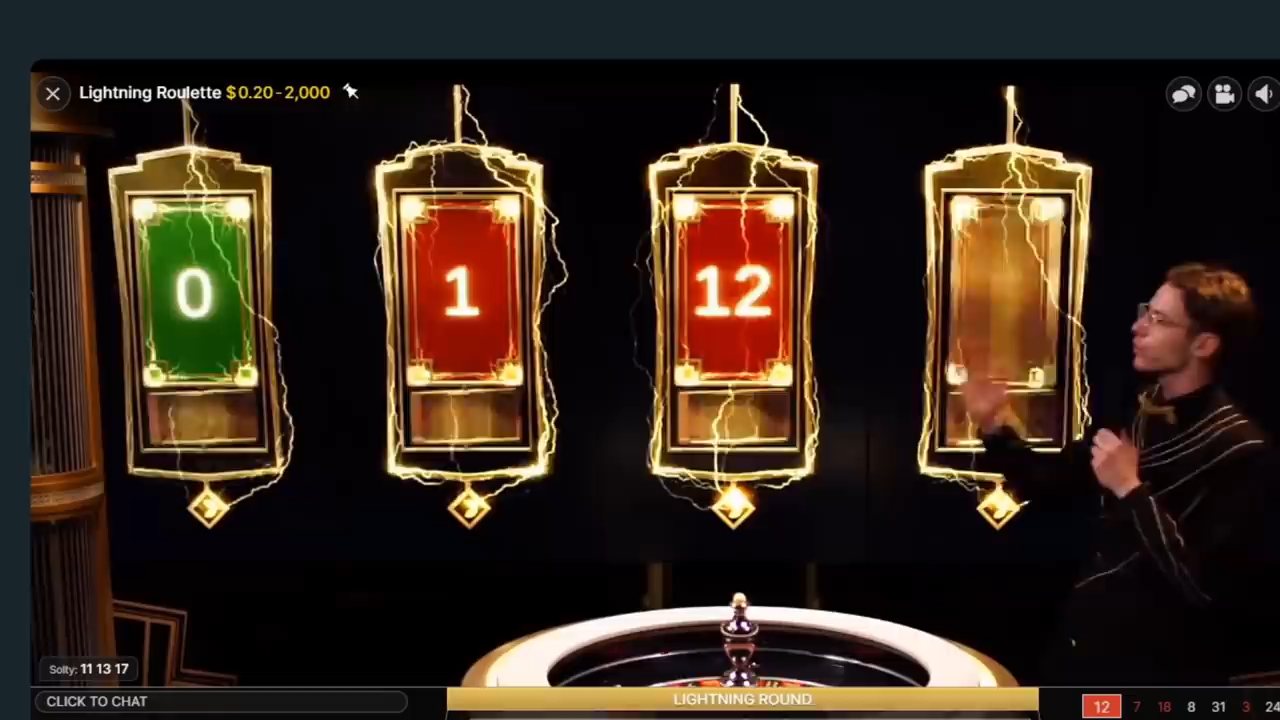 Lightning Roulette $0.20-2,000
0
1
12
Solty: 11 13 17
CLICK TO CHAT
LIGHTNING ROUND
12 7 18 8 31 3 24